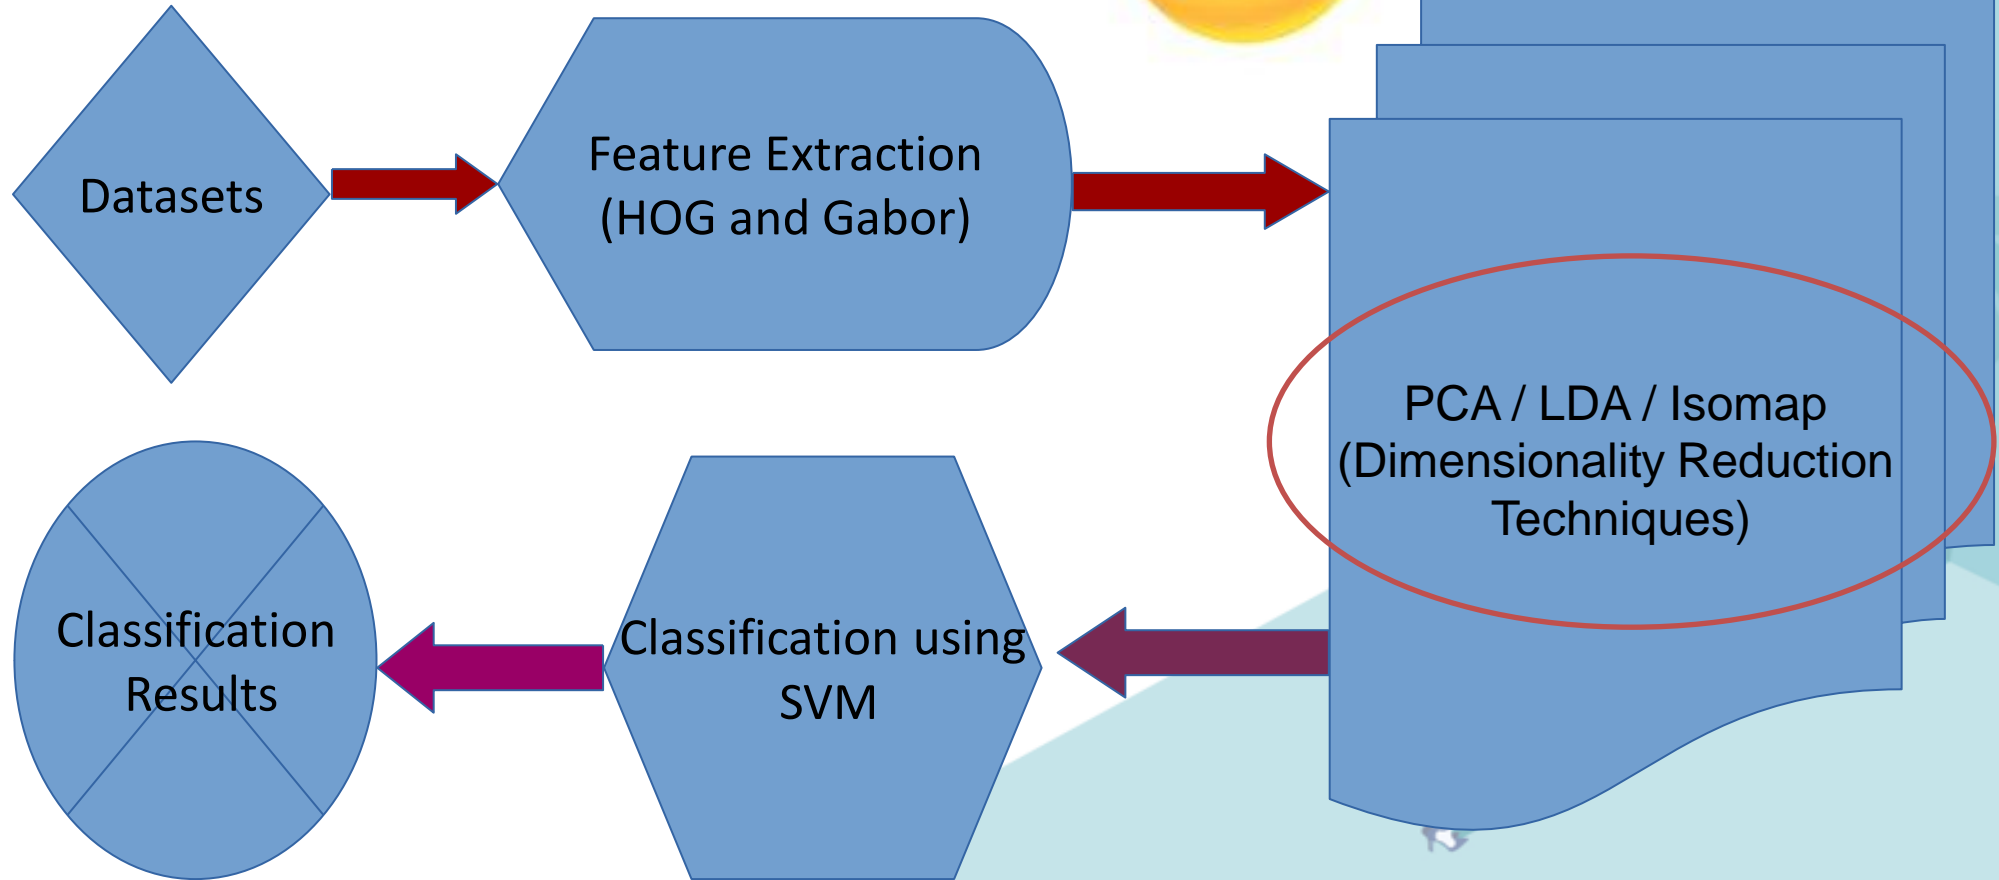 Datasets
Feature Extraction
(HOG and Gabor)
PCA / LDA / Isomap
(Dimensionality Reduction
Techniques)
Classification using
SVM
Classification
Results